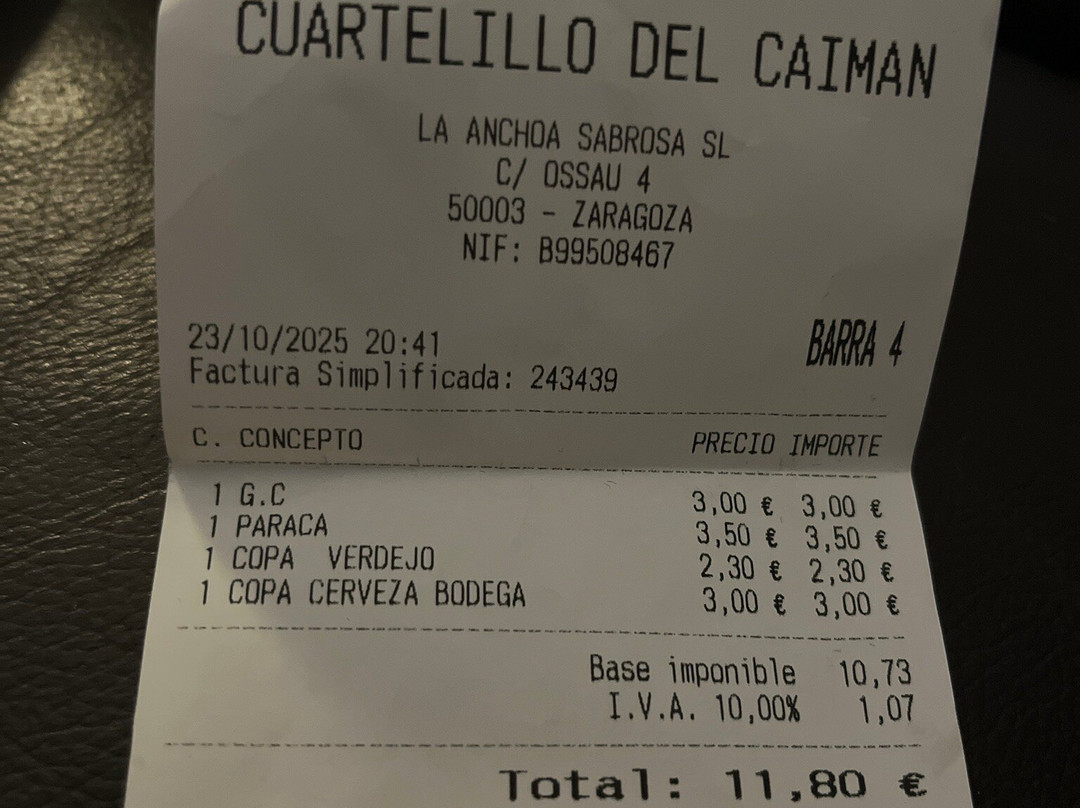 CUARTELILLO DEL CAIMAN
LA ANCHOA SABROSA SL
C/ OSSAU 4
50003 - ZARAGOZA
NIF: B99508467
23/10/2025 20:41 BARRA 4
Factura Simplificada: 243439
C. CONCEPTO PRECIO IMPORTE
1 G.C 3,00 € 3,00 €
1 PARACA 3,50 € 3,50 €
1 COPA VERDEJO 2,30 € 2,30 €
1 COPA CERVEZA BODEGA 3,00 € 3,00 €
Base imponible 10,73
I.V.A. 10,00% 1,07
Total: 11,80 €